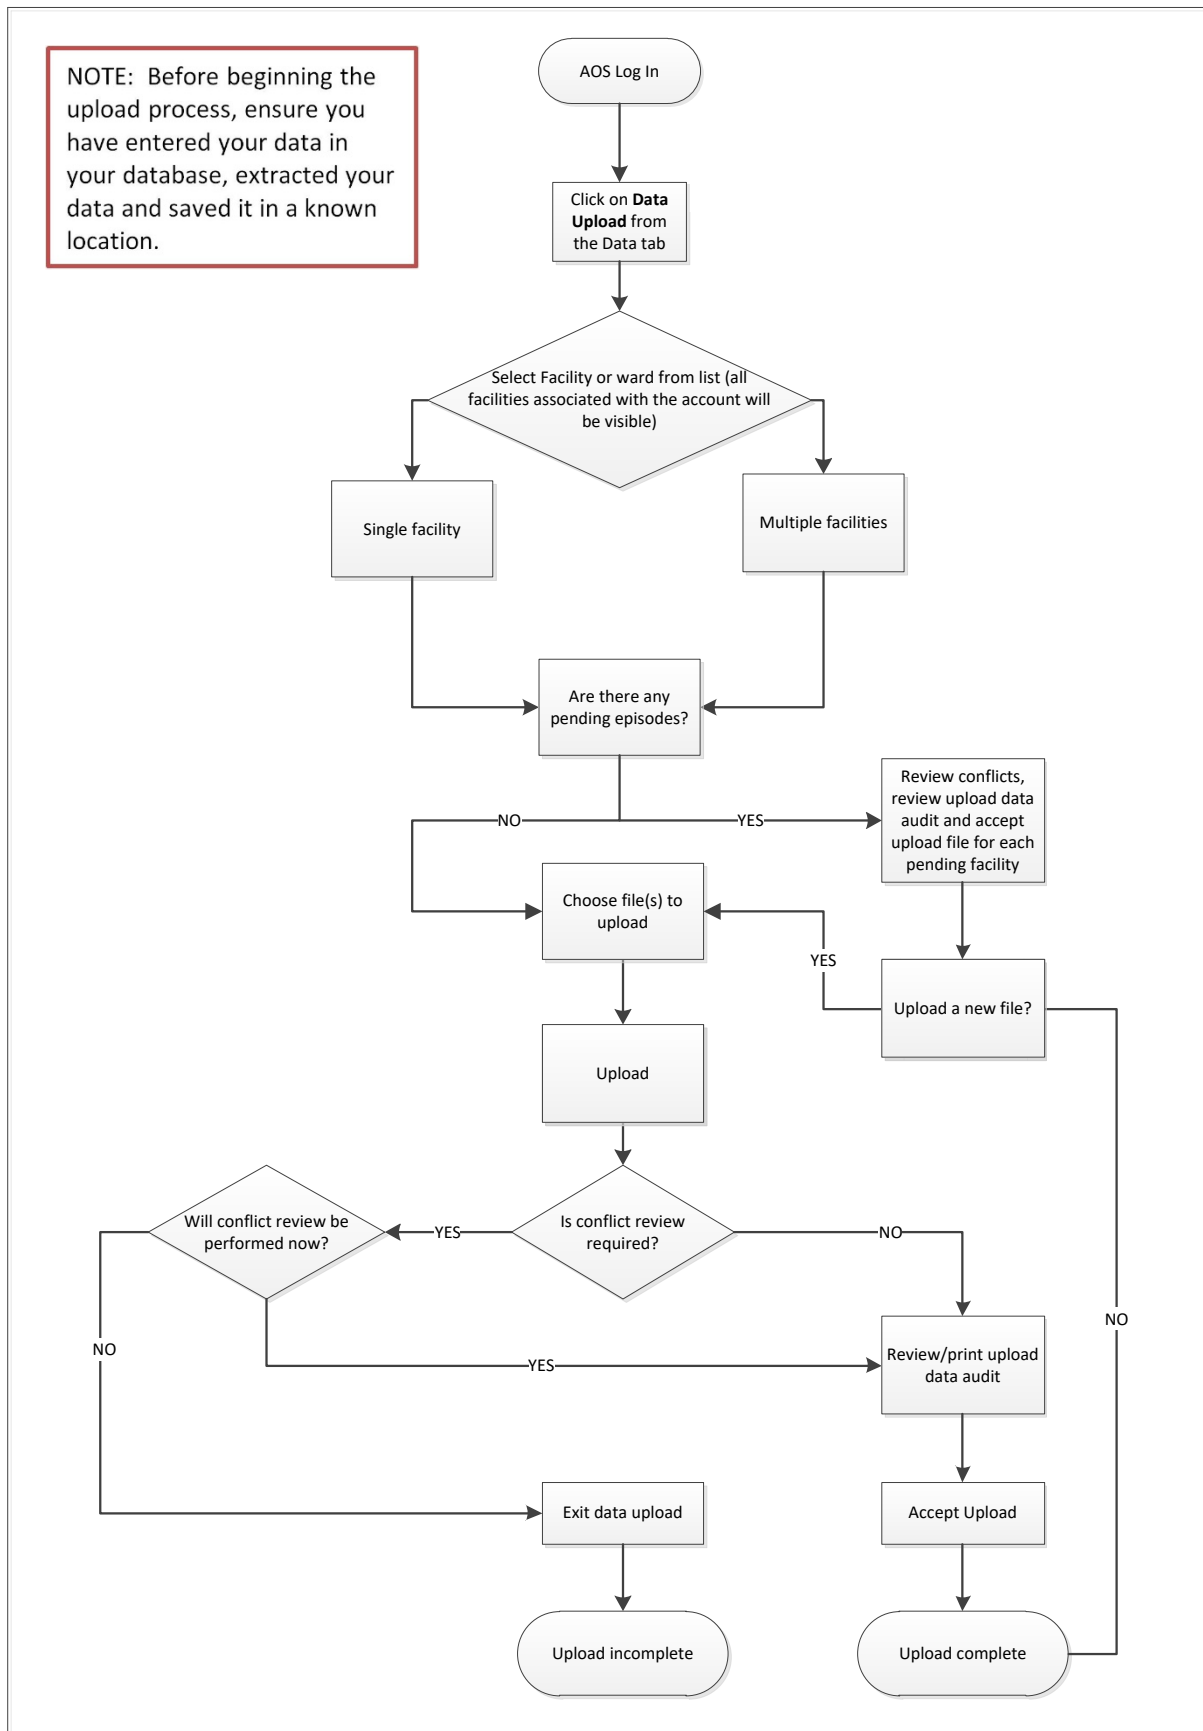 NOTE:  Before beginning the
upload process, ensure you
have entered your data in
your database, extracted your
data and saved it in a known
location.
AOS Log In
Click on Data
Upload from
the Data tab
Select Facility or ward from list (all
facilities associated with the account will
be visible)
Single facility
Multiple facilities
Are there any
pending episodes?
NO
YES
Review conflicts,
review upload data
audit and accept
upload file for each
pending facility
Choose file(s) to
upload
YES
Upload a new file?
Upload
Will conflict review be
performed now?
YES
Is conflict review
required?
NO
NO
NO
YES
Review/print upload
data audit
Exit data upload
Accept Upload
Upload incomplete
Upload complete